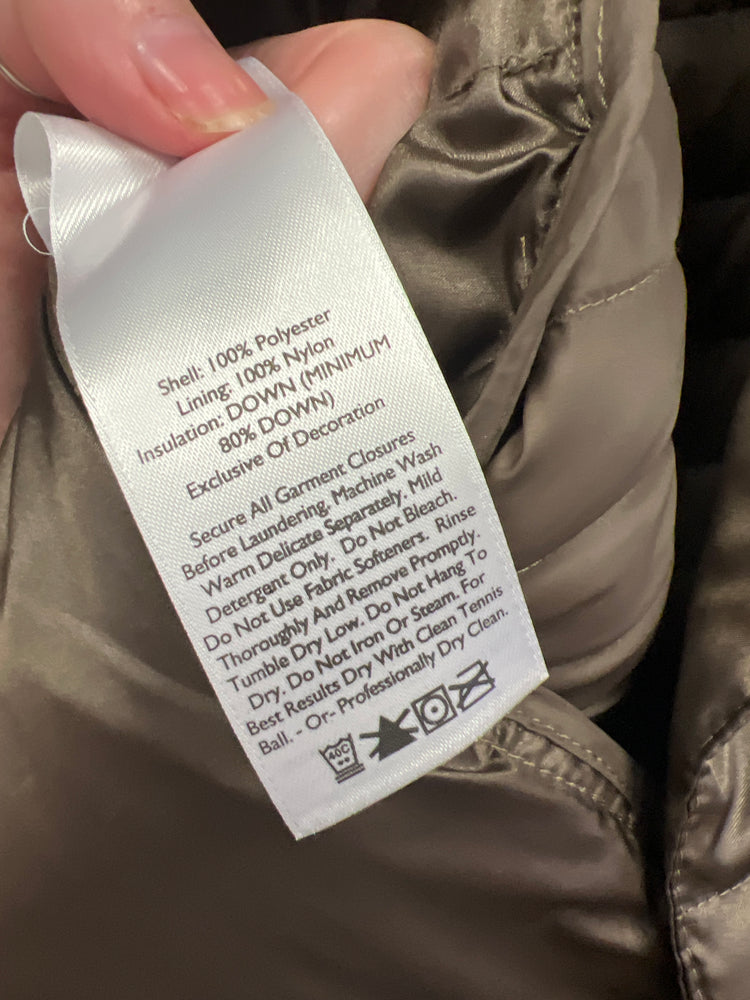 Shell: 100% Polyester
Lining: 100% Nylon
Insulation: DOWN (MINIMUM
80% DOWN)
Exclusive Of Decoration
Secure All Garment Closures
Before Laundering, Machine Wash
Warm Delicate Separately. Mild
Detergent Only. Do Not Bleach.
Do Not Use Fabric Softeners. Rinse
Thoroughly And Remove Promptly.
Tumble Dry Low. Do Not Hang To
Dry. Do Not Iron Or Steam. For
Best Results Dry With Clean Tennis
Ball. - Or- Professionally Dry Clean.
40C